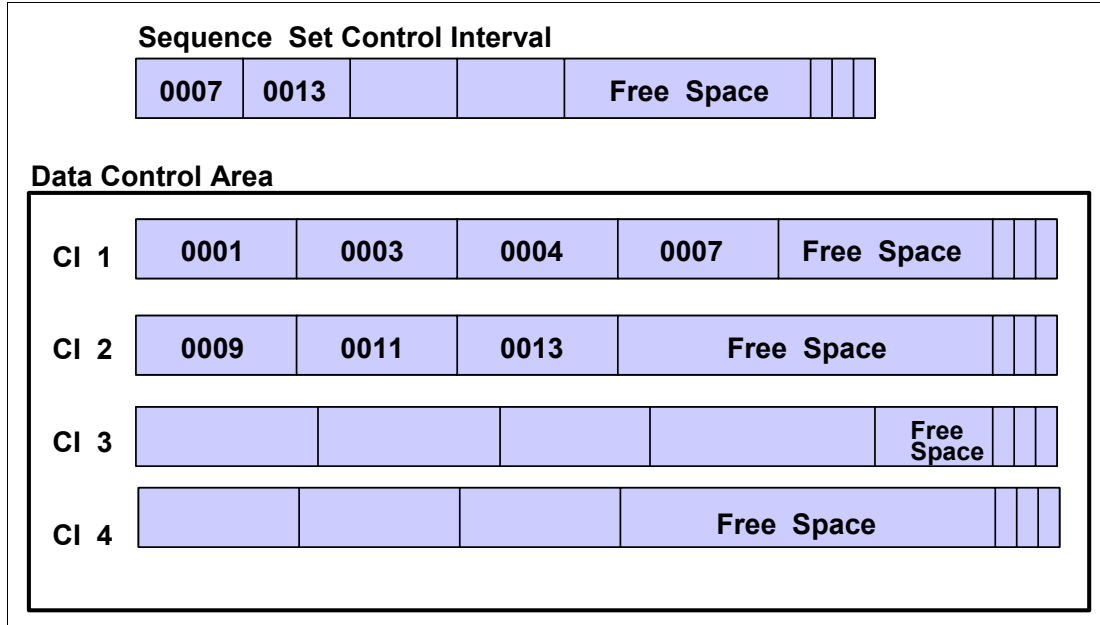 Sequence Set Control Interval
0007 0013 Free Space
Data Control Area
CI 1 0001 0003 0004 0007 Free Space
CI 2 0009 0011 0013 Free Space
CI 3 Free
Space
CI 4 Free Space